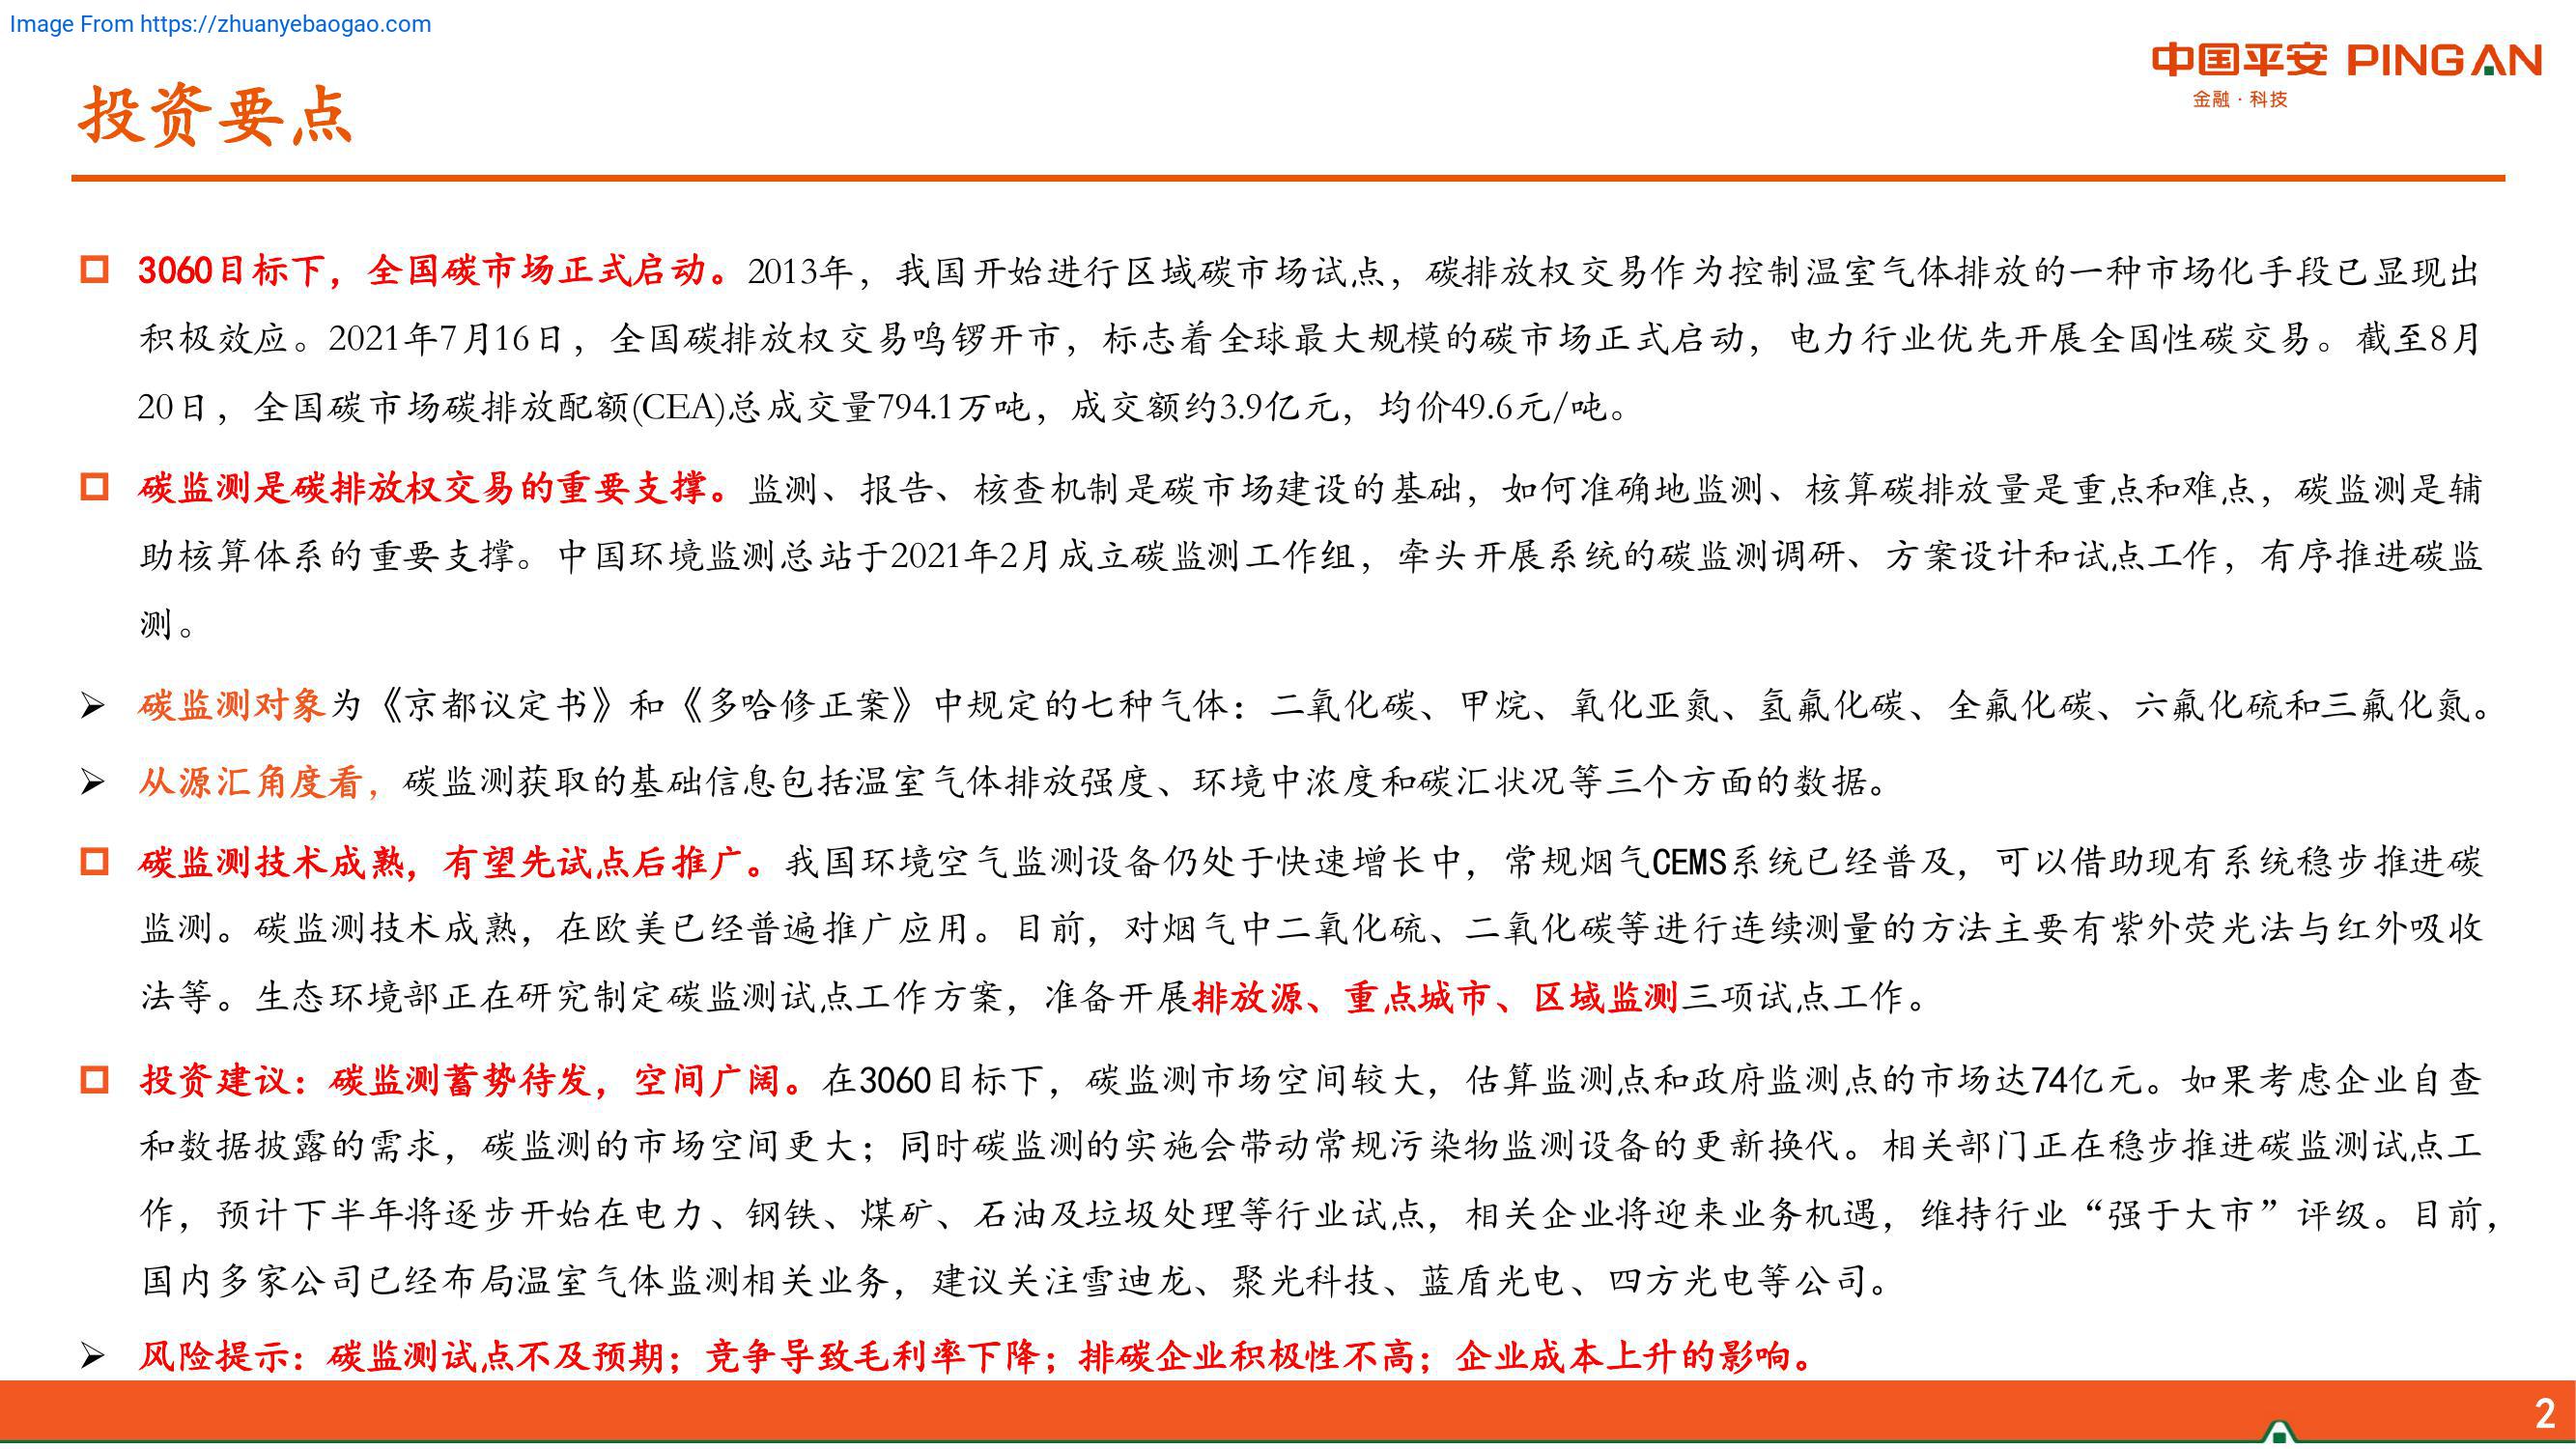 Image From https://zhuanyebaogao.com
中国平安 PINGAN
金融·科技
投资要点
3060目标下，全国碳市场正式启动。2013年，我国开始进行区域碳市场试点，碳排放权交易作为控制温室气体排放的一种市场化手段已显现出
积极效应。2021年7月16日，全国碳排放权交易鸣锣开市，标志着全球最大规模的碳市场正式启动，电力行业优先开展全国性碳交易。截至8月
20日，全国碳市场碳排放配额(CEA)总成交量794.1万吨，成交额约3.9亿元，均价49.6元/吨。
碳监测是碳排放权交易的重要支撑。监测、报告、核查机制是碳市场建设的基础，如何准确地监测、核算碳排放量是重点和难点，碳监测是辅
助核算体系的重要支撑。中国环境监测总站于2021年2月成立碳监测工作组，牵头开展系统的碳监测调研、方案设计和试点工作，有序推进碳监
测。
碳监测对象为《京都议定书》和《多哈修正案》中规定的七种气体：二氧化碳、甲烷、氧化亚氮、氢氟化碳、全氟化碳、六氟化硫和三氟化氮。
从源汇角度看，碳监测获取的基础信息包括温室气体排放强度、环境中浓度和碳汇状况等三个方面的数据。
碳监测技术成熟，有望先试点后推广。我国环境空气监测设备仍处于快速增长中，常规烟气CEMS系统已经普及，可以借助现有系统稳步推进碳
监测。碳监测技术成熟，在欧美已经普遍推广应用。目前，对烟气中二氧化硫、二氧化碳等进行连续测量的方法主要有紫外荧光法与红外吸收
法等。生态环境部正在研究制定碳监测试点工作方案，准备开展排放源、重点城市、区域监测三项试点工作。
投资建议：碳监测蓄势待发，空间广阔。在3060目标下，碳监测市场空间较大，估算监测点和政府监测点的市场达74亿元。如果考虑企业自查
和数据披露的需求，碳监测的市场空间更大；同时碳监测的实施会带动常规污染物监测设备的更新换代。相关部门正在稳步推进碳监测试点工
作，预计下半年将逐步开始在电力、钢铁、煤矿、石油及垃圾处理等行业试点，相关企业将迎来业务机遇，维持行业“强于大市”评级。目前，
国内多家公司已经布局温室气体监测相关业务，建议关注雪迪龙、聚光科技、蓝盾光电、四方光电等公司。
风险提示：碳监测试点不及预期；竞争导致毛利率下降；排碳企业积极性不高；企业成本上升的影响。
2